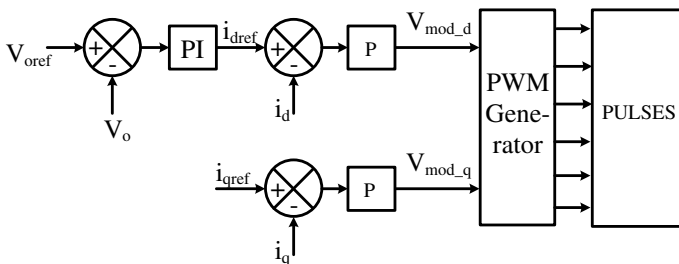 V_oref
+
-
V_o
PI
i_dref
+
-
i_d
P
V_mod_d
i_qref
+
-
i_q
P
V_mod_q
PWM
Gene-
rator
PULSES